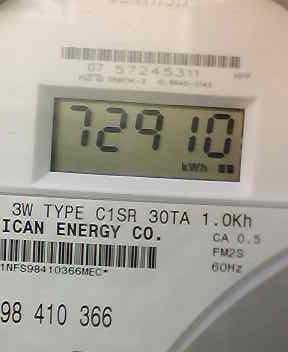 07 57245311
72910
kWh
3W TYPE C1SR 30TA 1.0Kh
ICAN ENERGY CO.
CA 0.5
FM2S
60Hz
1NFS98410366MEC*
98 410 366